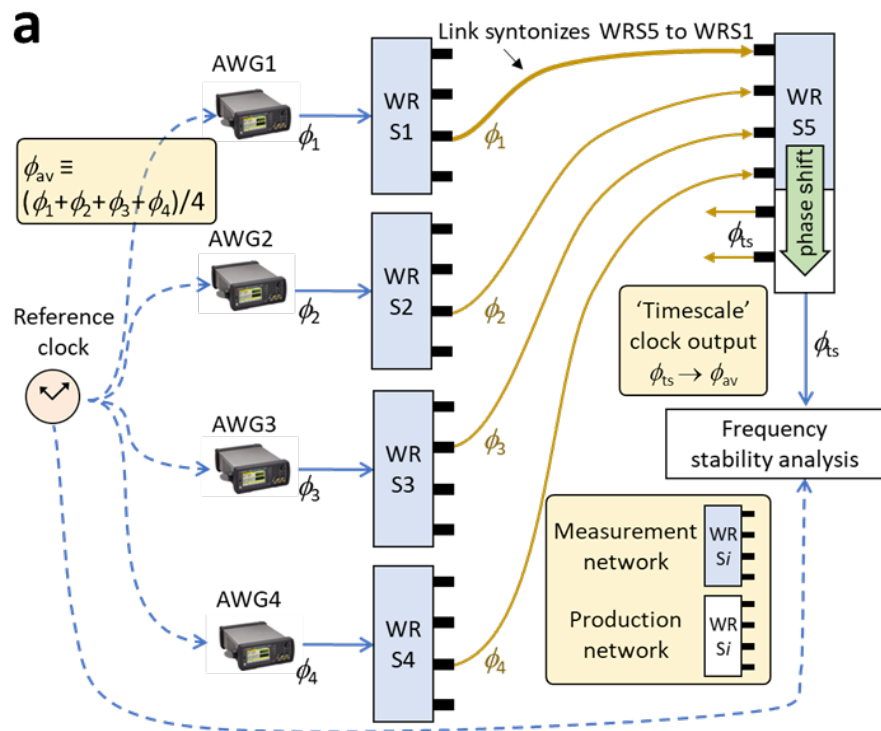 a
Link syntonizes WRS5 to WRS1
AWG1
ϕ1
WR
S1
ϕ1
WR
S5
phase shift
ϕav ≡
(ϕ1+ϕ2+ϕ3+ϕ4)/4
AWG2
ϕ2
WR
S2
ϕ2
ϕts
Reference
clock
‘Timescale’
clock output
ϕts → ϕav
ϕts
AWG3
ϕ3
WR
S3
ϕ3
Frequency
stability analysis
Measurement
network
WR
Si
Production
network
WR
Si
AWG4
ϕ4
WR
S4
ϕ4